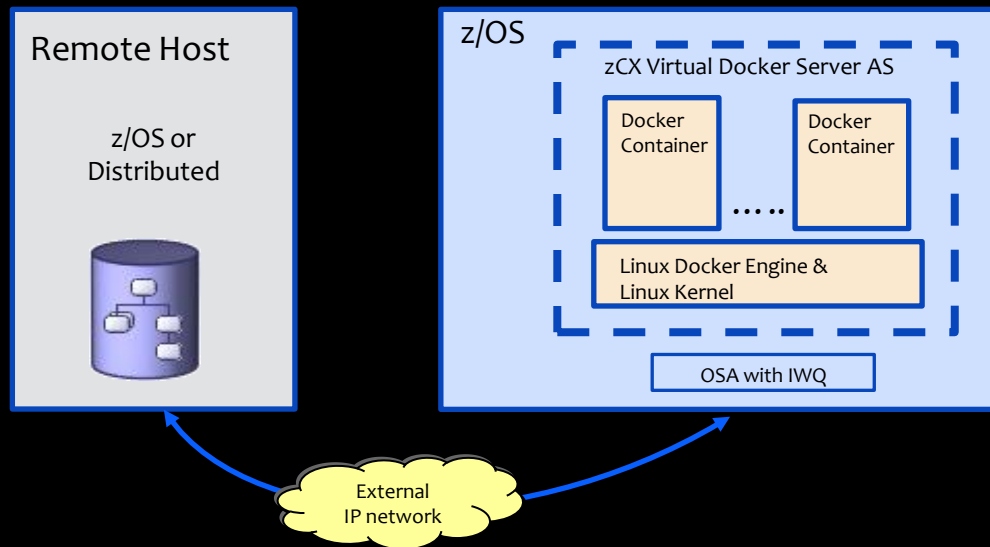 Remote Host
z/OS or
Distributed
z/OS
zCX Virtual Docker Server AS
Docker
Container
.....
Docker
Container
Linux Docker Engine &
Linux Kernel
OSA with IWQ
External
IP network